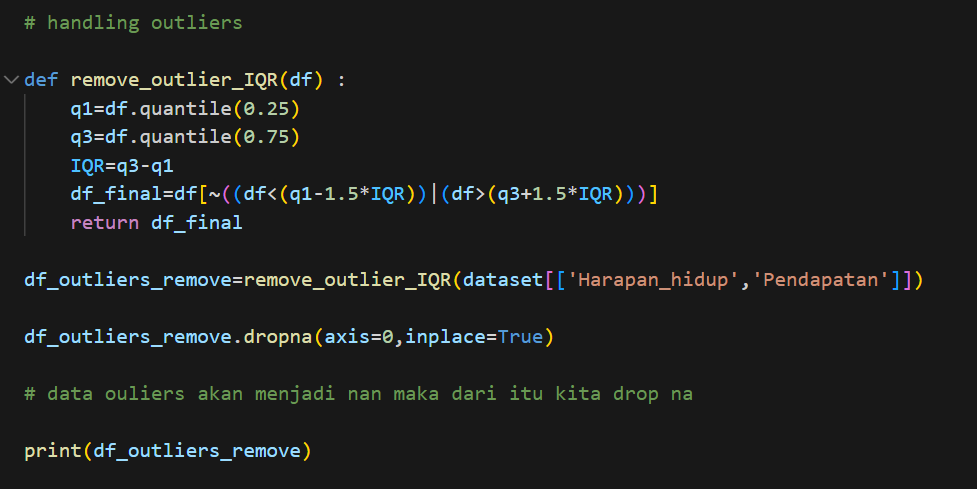 # handling outliers
def remove_outlier_IQR(df) :
q1=df.quantile(0.25)
q3=df.quantile(0.75)
IQR=q3-q1
df_final=df[~((df<(q1-1.5*IQR))|(df>(q3+1.5*IQR)))]
return df_final
df_outliers_remove=remove_outlier_IQR(dataset[['Harapan_hidup','Pendapatan']])
df_outliers_remove.dropna(axis=0,inplace=True)
# data ouliers akan menjadi nan maka dari itu kita drop na
print(df_outliers_remove)